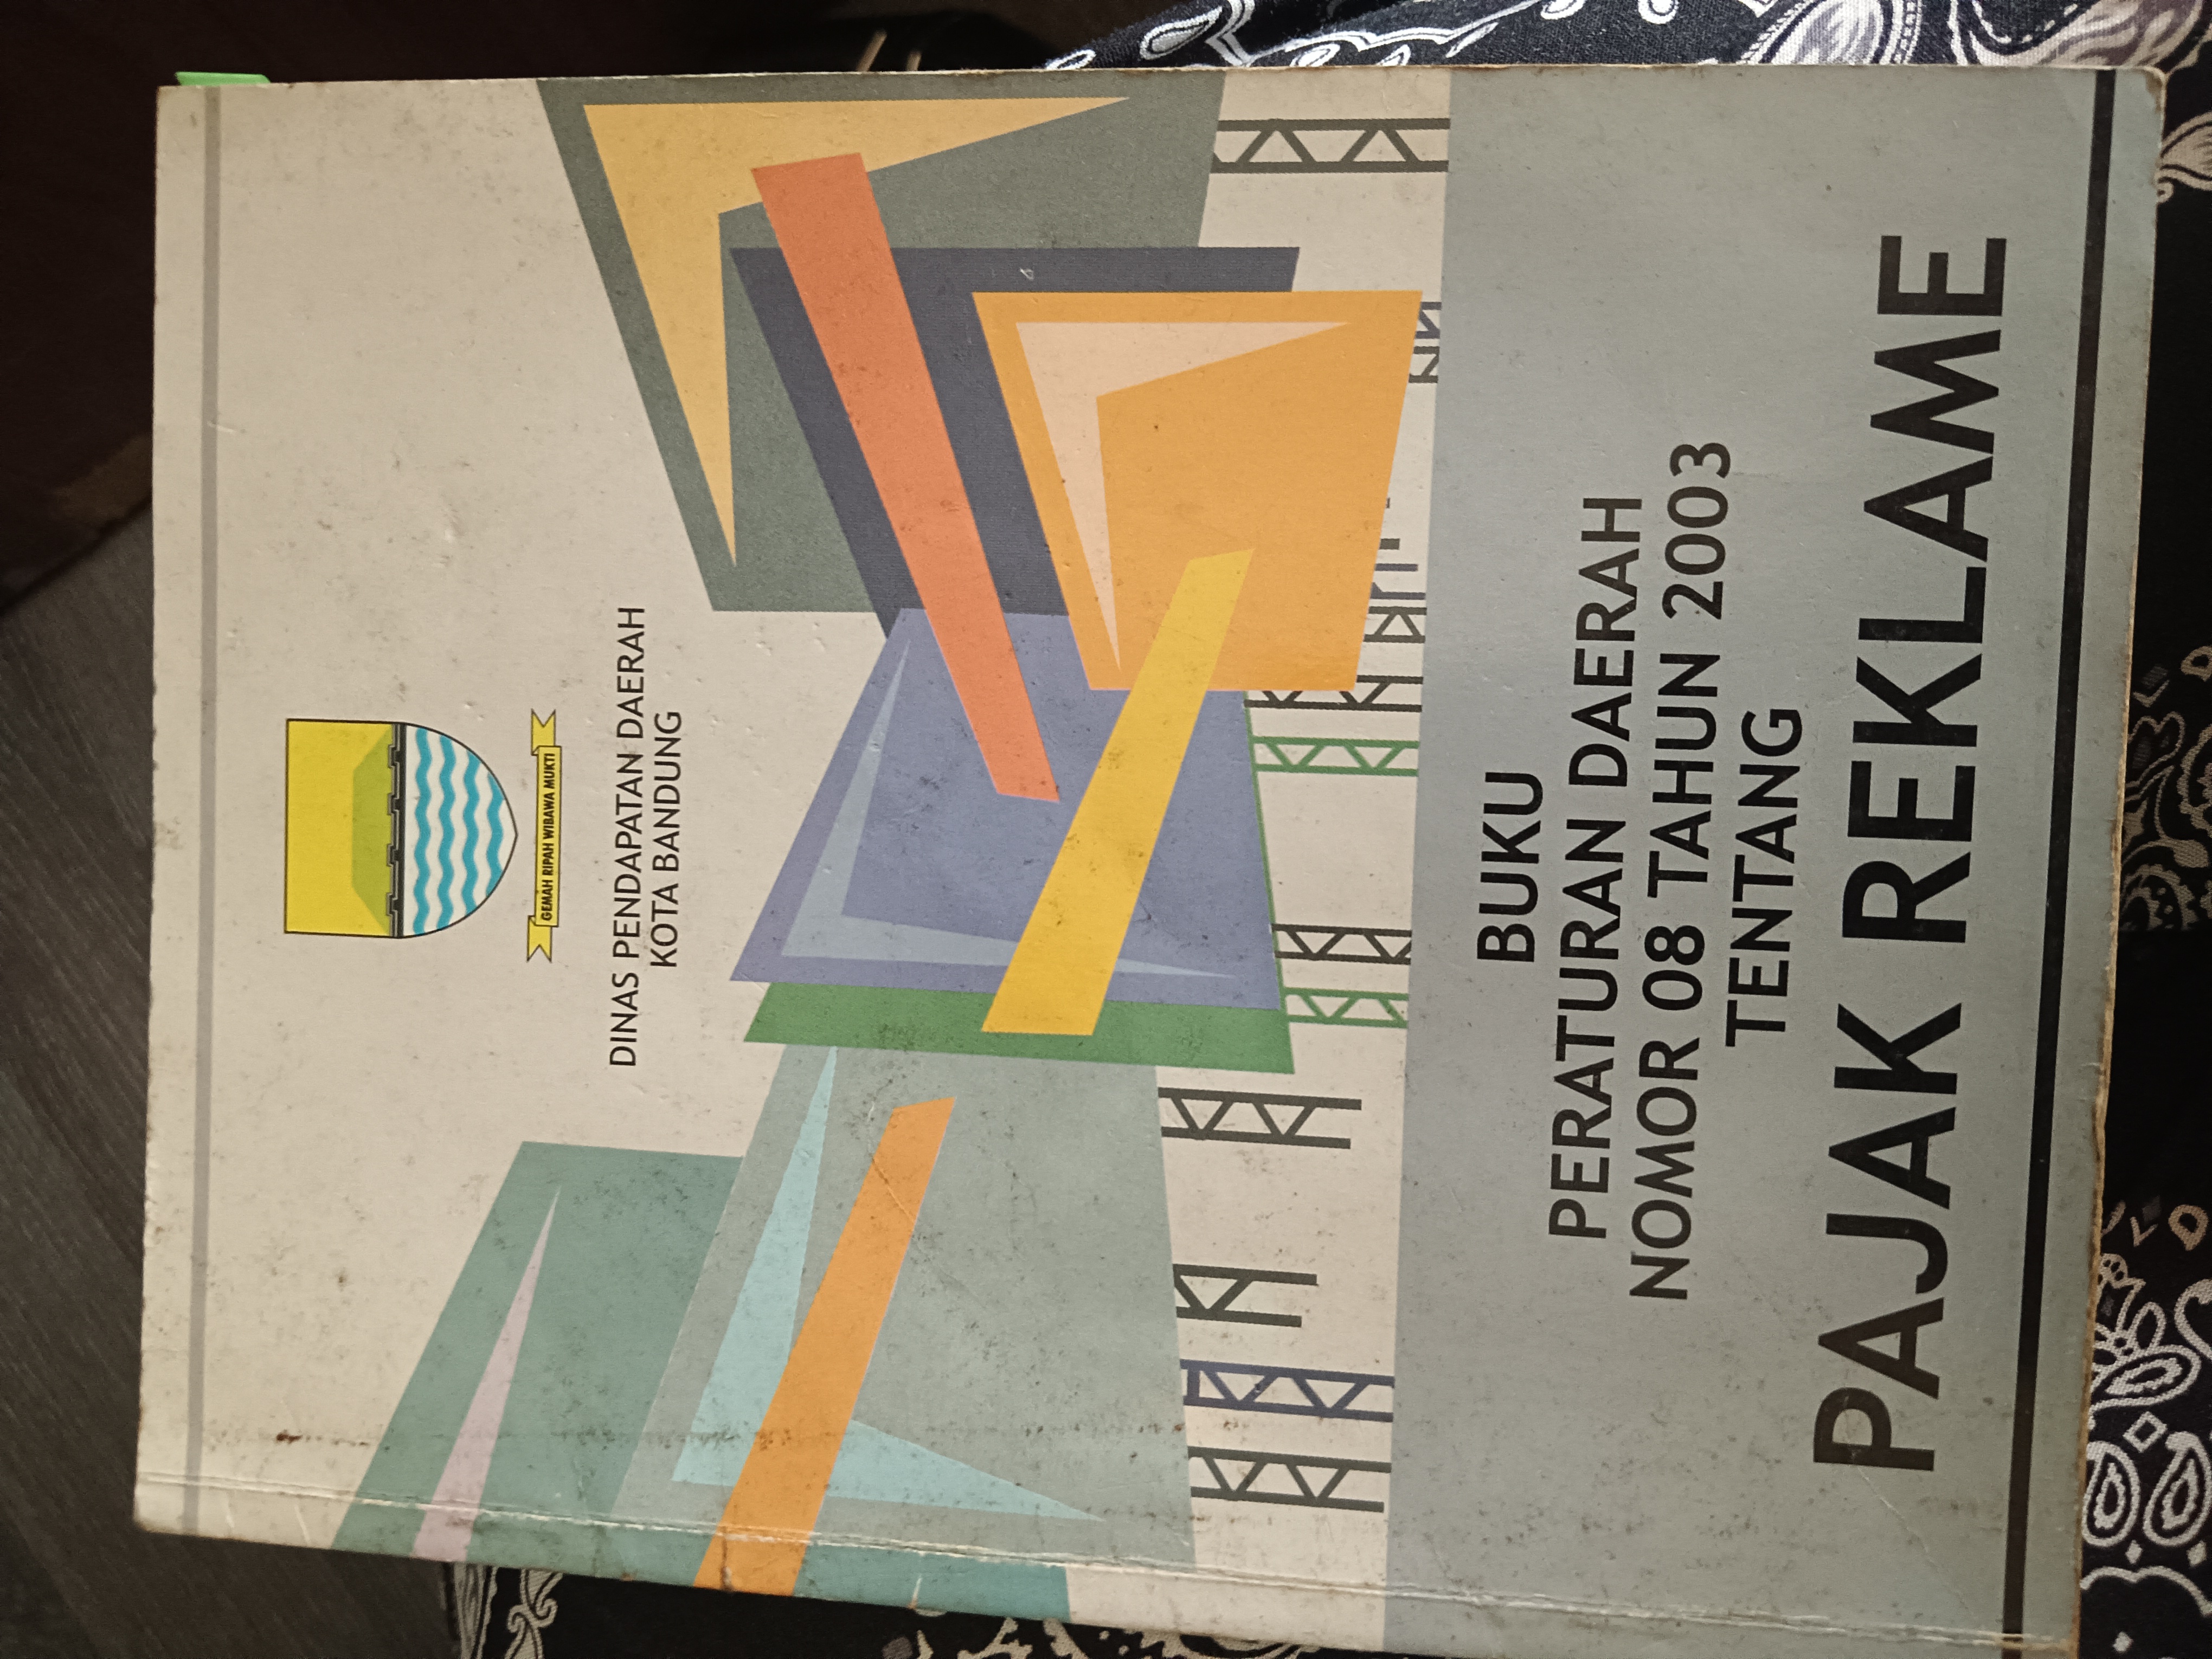 GEMAH RIPAH WIBAWA MUKTI
DINAS PENDAPATAN DAERAH
KOTA BANDUNG
BUKU
PERATURAN DAERAH
NOMOR 08 TAHUN 2003
TENTANG
PAJAK REKLAME